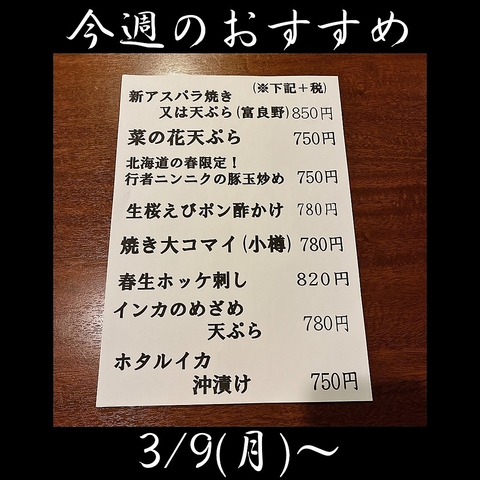 今週のおすすめ
(※下記＋税)
新アスパラ焼き
又は天ぷら(富良野) 850円
菜の花天ぷら 750円
北海道の春限定！
行者ニンニクの豚玉炒め 750円
生桜えびポン酢かけ 780円
焼き大コマイ(小樽) 780円
春生ホッケ刺し 820円
インカのめざめ
天ぷら 780円
ホタルイカ
沖漬け 750円
3/9(月)〜